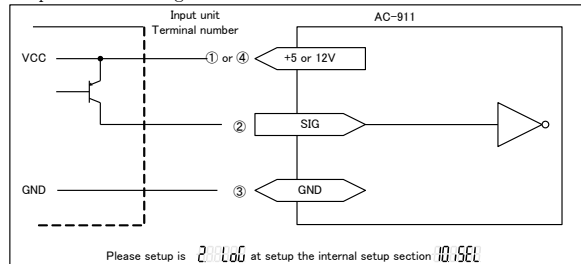 Input unit
Terminal number
AC-911
VCC
① or ④
+5 or 12V
②
SIG
GND
③
GND
Please setup is 2. LoG at setup the internal setup section 10. iSEL